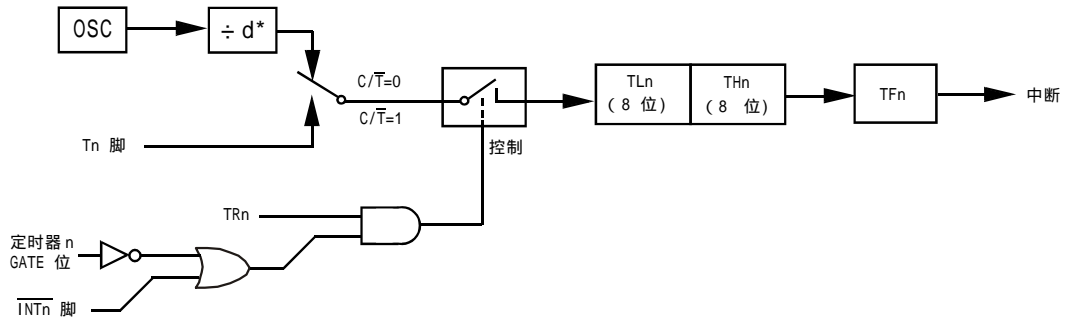 OSC
÷ d*
C/T̅=0
C/T̅=1
Tn 脚
控制
TLn
(8 位)
THn
(8 位)
TFn
中断
TRn
定时器 n
GATE 位
I̅N̅T̅n̅ 脚